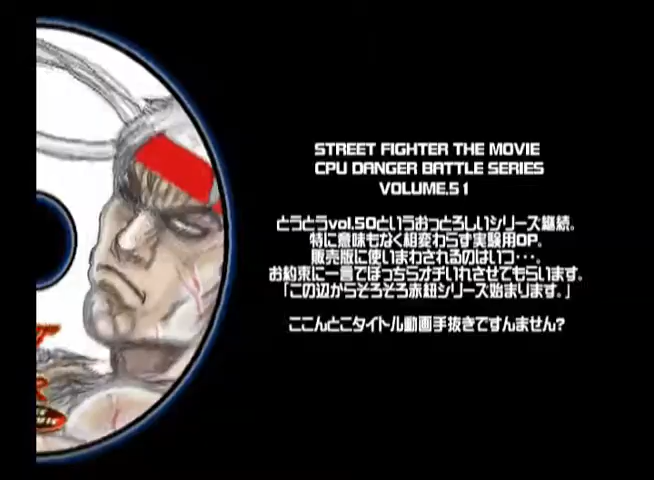 STREET FIGHTER THE MOVIE
CPU DANGER BATTLE SERIES
VOLUME.51
とうとうvol.50というおっとろしいシリーズ継続。
特に意味もなく相変わらず実験用OP。
販売版に使いまわされるのはいつ・・・。
お約束に一言でぼっちらオチいれさせてもらいます。
「この辺からそろそろ赤紐シリーズ始まります。」
ここんとこタイトル動画手抜きですんません?